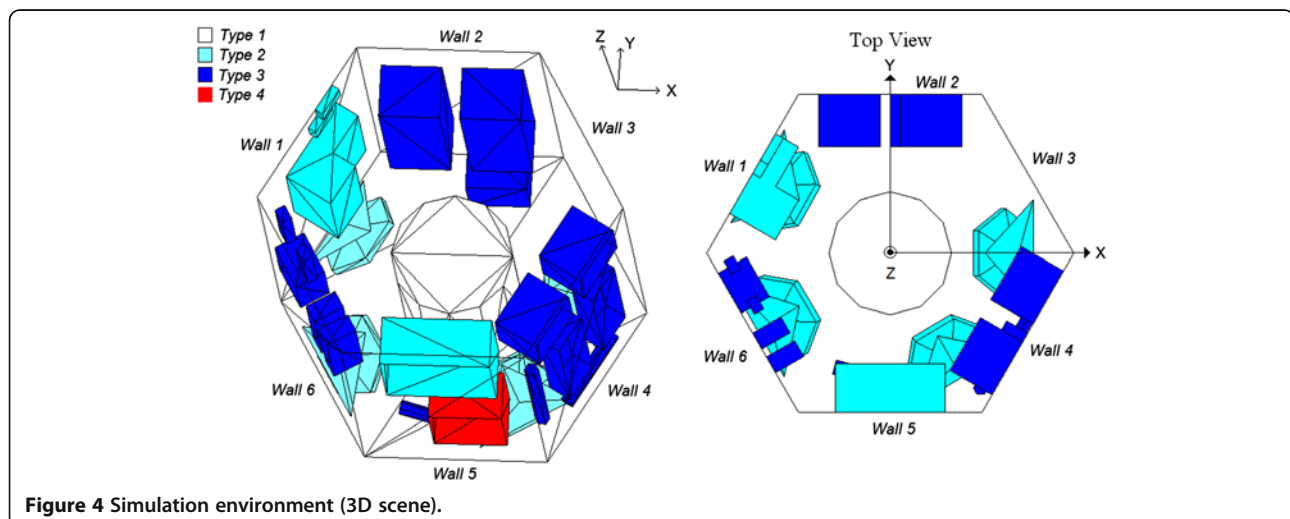 Type 1
Type 2
Type 3
Type 4
Wall 2
Z
Y
X
Wall 1
Wall 3
Wall 6
Wall 4
Wall 5
Top View
Y
Wall 2
Wall 1
Wall 3
X
Z
Wall 6
Wall 4
Wall 5
Figure 4 Simulation environment (3D scene).